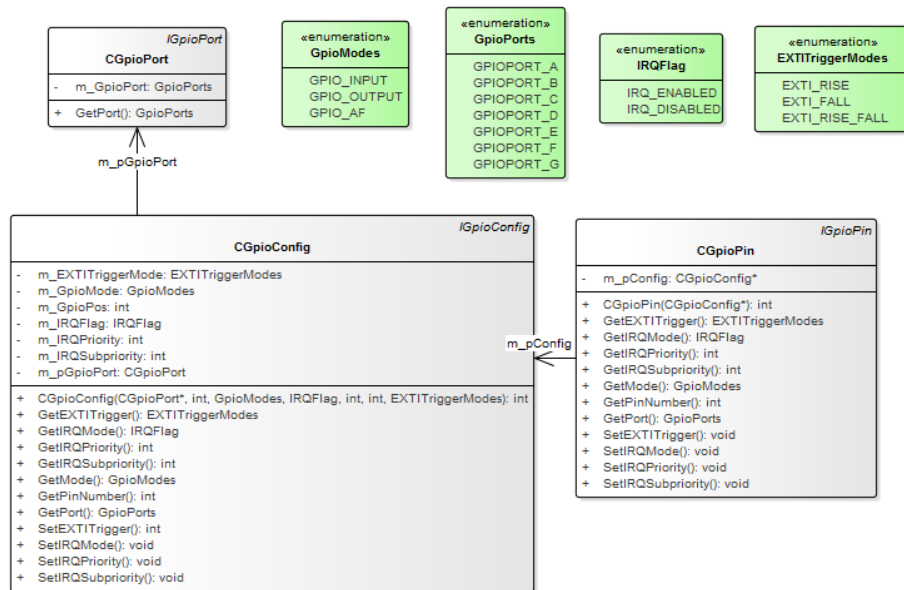 IGpioPort
CGpioPort
- m_GpioPort: GpioPorts
+ GetPort(): GpioPorts
«enumeration»
GpioModes
GPIO_INPUT
GPIO_OUTPUT
GPIO_AF
«enumeration»
GpioPorts
GPIOPORT_A
GPIOPORT_B
GPIOPORT_C
GPIOPORT_D
GPIOPORT_E
GPIOPORT_F
GPIOPORT_G
«enumeration»
IRQFlag
IRQ_ENABLED
IRQ_DISABLED
«enumeration»
EXTITriggerModes
EXTI_RISE
EXTI_FALL
EXTI_RISE_FALL
m_pGpioPort
IGpioConfig
CGpioConfig
- m_EXTITriggerMode: EXTITriggerModes
- m_GpioMode: GpioModes
- m_GpioPos: int
- m_IRQFlag: IRQFlag
- m_IRQPriority: int
- m_IRQSubpriority: int
- m_pGpioPort: CGpioPort
+ CGpioConfig(CGpioPort*, int, GpioModes, IRQFlag, int, int, EXTITriggerModes): int
+ GetEXTITrigger(): EXTITriggerModes
+ GetIRQMode(): IRQFlag
+ GetIRQPriority(): int
+ GetIRQSubpriority(): int
+ GetMode(): GpioModes
+ GetPinNumber(): int
+ GetPort(): GpioPorts
+ SetEXTITrigger(): int
+ SetIRQMode(): void
+ SetIRQPriority(): void
+ SetIRQSubpriority(): void
m_pConfig
IGpioPin
CGpioPin
- m_pConfig: CGpioConfig*
+ CGpioPin(CGpioConfig*): int
+ GetEXTITrigger(): EXTITriggerModes
+ GetIRQMode(): IRQFlag
+ GetIRQPriority(): int
+ GetIRQSubpriority(): int
+ GetMode(): GpioModes
+ GetPinNumber(): int
+ GetPort(): GpioPorts
+ SetEXTITrigger(): void
+ SetIRQMode(): void
+ SetIRQPriority(): void
+ SetIRQSubpriority(): void